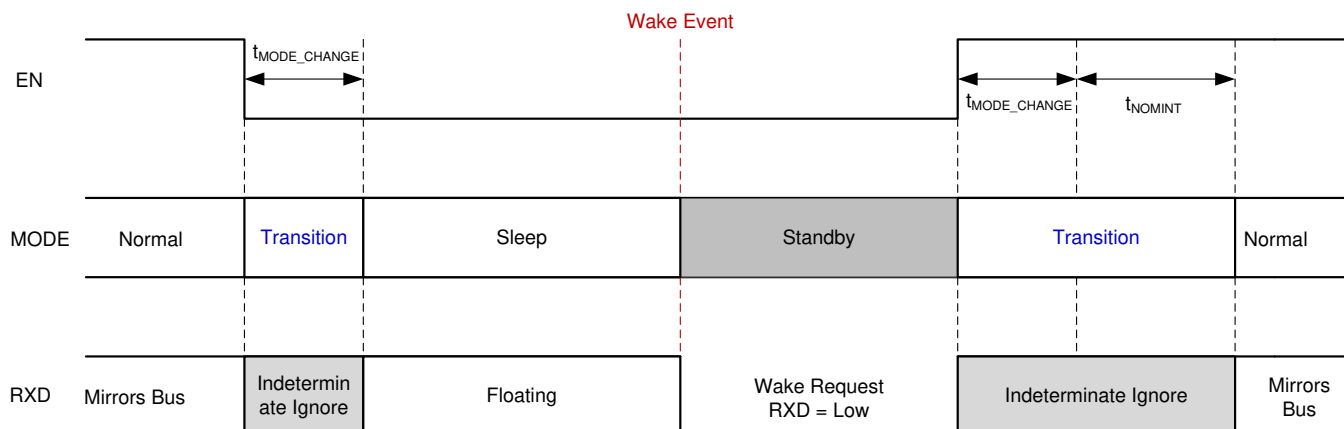 Wake Event
EN
tMODE_CHANGE
tMODE_CHANGE
tNOMINT
MODE
Normal
Transition
Sleep
Standby
Transition
Normal
RXD
Mirrors Bus
Indetermin
ate Ignore
Floating
Wake Request
RXD = Low
Indeterminate Ignore
Mirrors
Bus